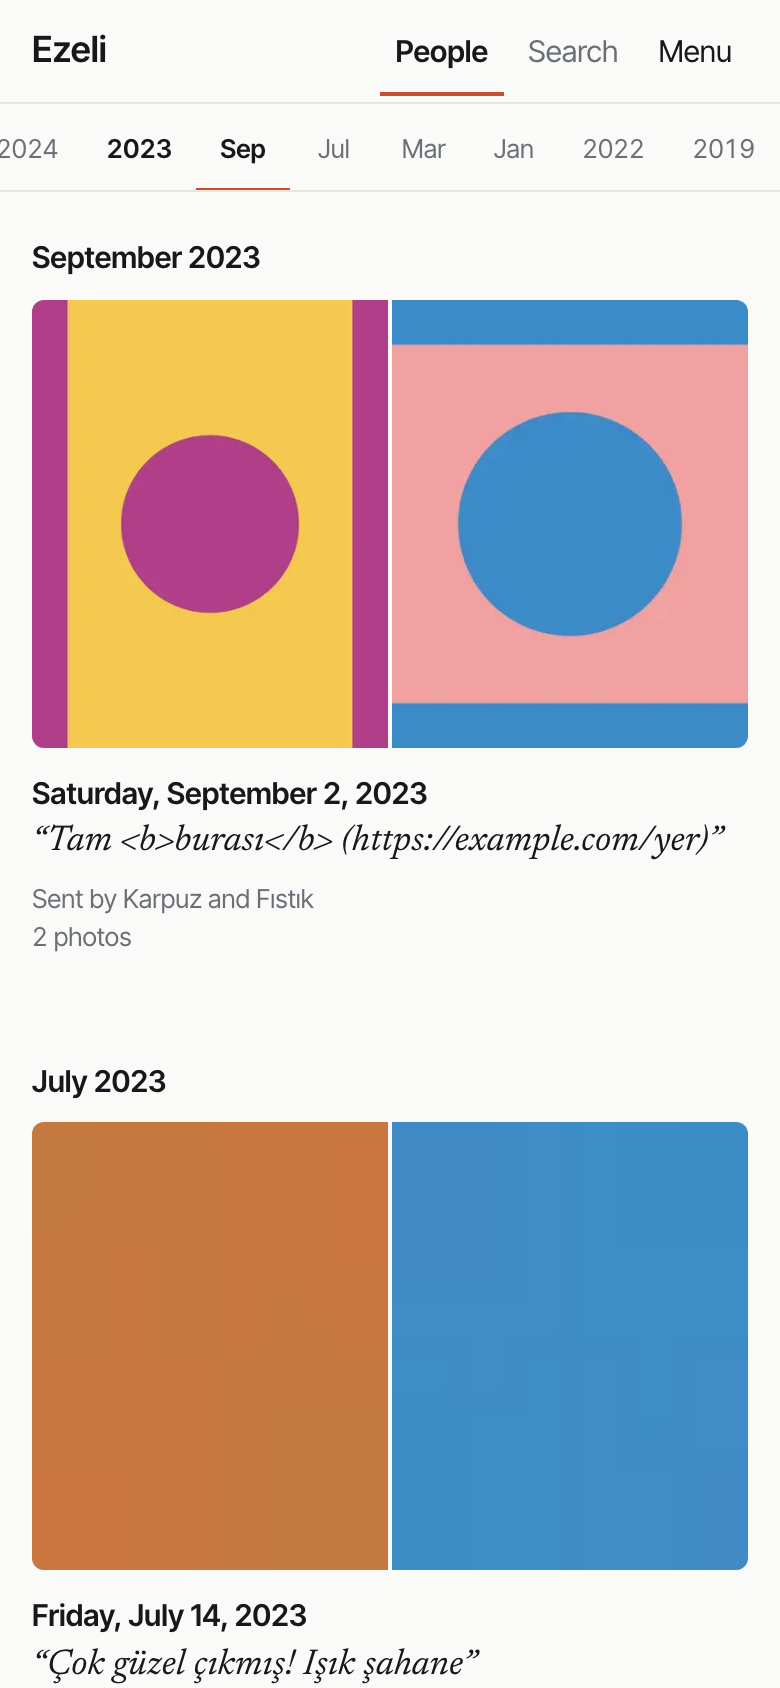 Ezeli
People Search Menu
2024 2023 Sep Jul Mar Jan 2022 2019
September 2023
Saturday, September 2, 2023
“Tam <b>burası</b> (https://example.com/yer)”
Sent by Karpuz and Fıstık
2 photos
July 2023
Friday, July 14, 2023
“Çok güzel çıkmış! Işık şahane”